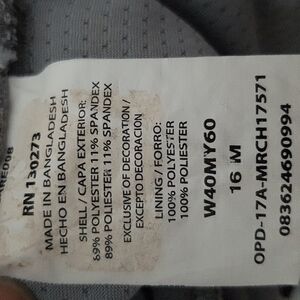 RN 130273
MADE IN BANGLADESH
HECHO EN BANGLADESH
SHELL / CAPA EXTERIOR:
89% POLYESTER 11% SPANDEX
89% POLIESTER 11% SPANDEX
EXCLUSIVE OF DECORATION /
EXCEPTO DECORACION
LINING / FORRO:
100% POLYESTER
100% POLIESTER
W40MY60
16 M
OPD-17A-MRCH17571
083624690994